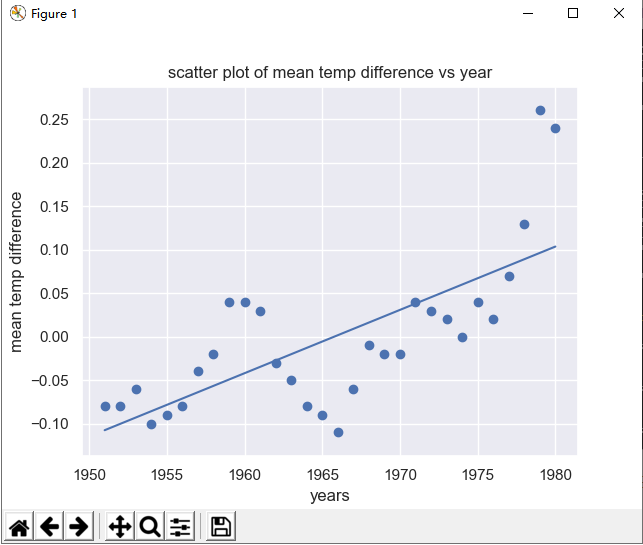 Figure 1
scatter plot of mean temp difference vs year
mean temp difference
0.25
0.20
0.15
0.10
0.05
0.00
−0.05
−0.10
1950 1955 1960 1965 1970 1975 1980
years